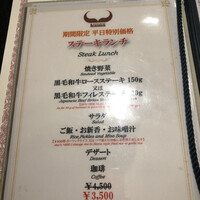 期間限定 平日特別価格
ステーキランチ
Steak Lunch
焼き野菜
Sauteed Vegetable
黒毛和牛ロースステーキ 150g
又は
黒毛和牛フィレステーキ 120g
サラダ
Salad
ご飯・お新香・お味噌汁
Rice, Pickles and Miso Soup
デザート
Dessert
珈琲
Coffee
¥4,500
¥3,500